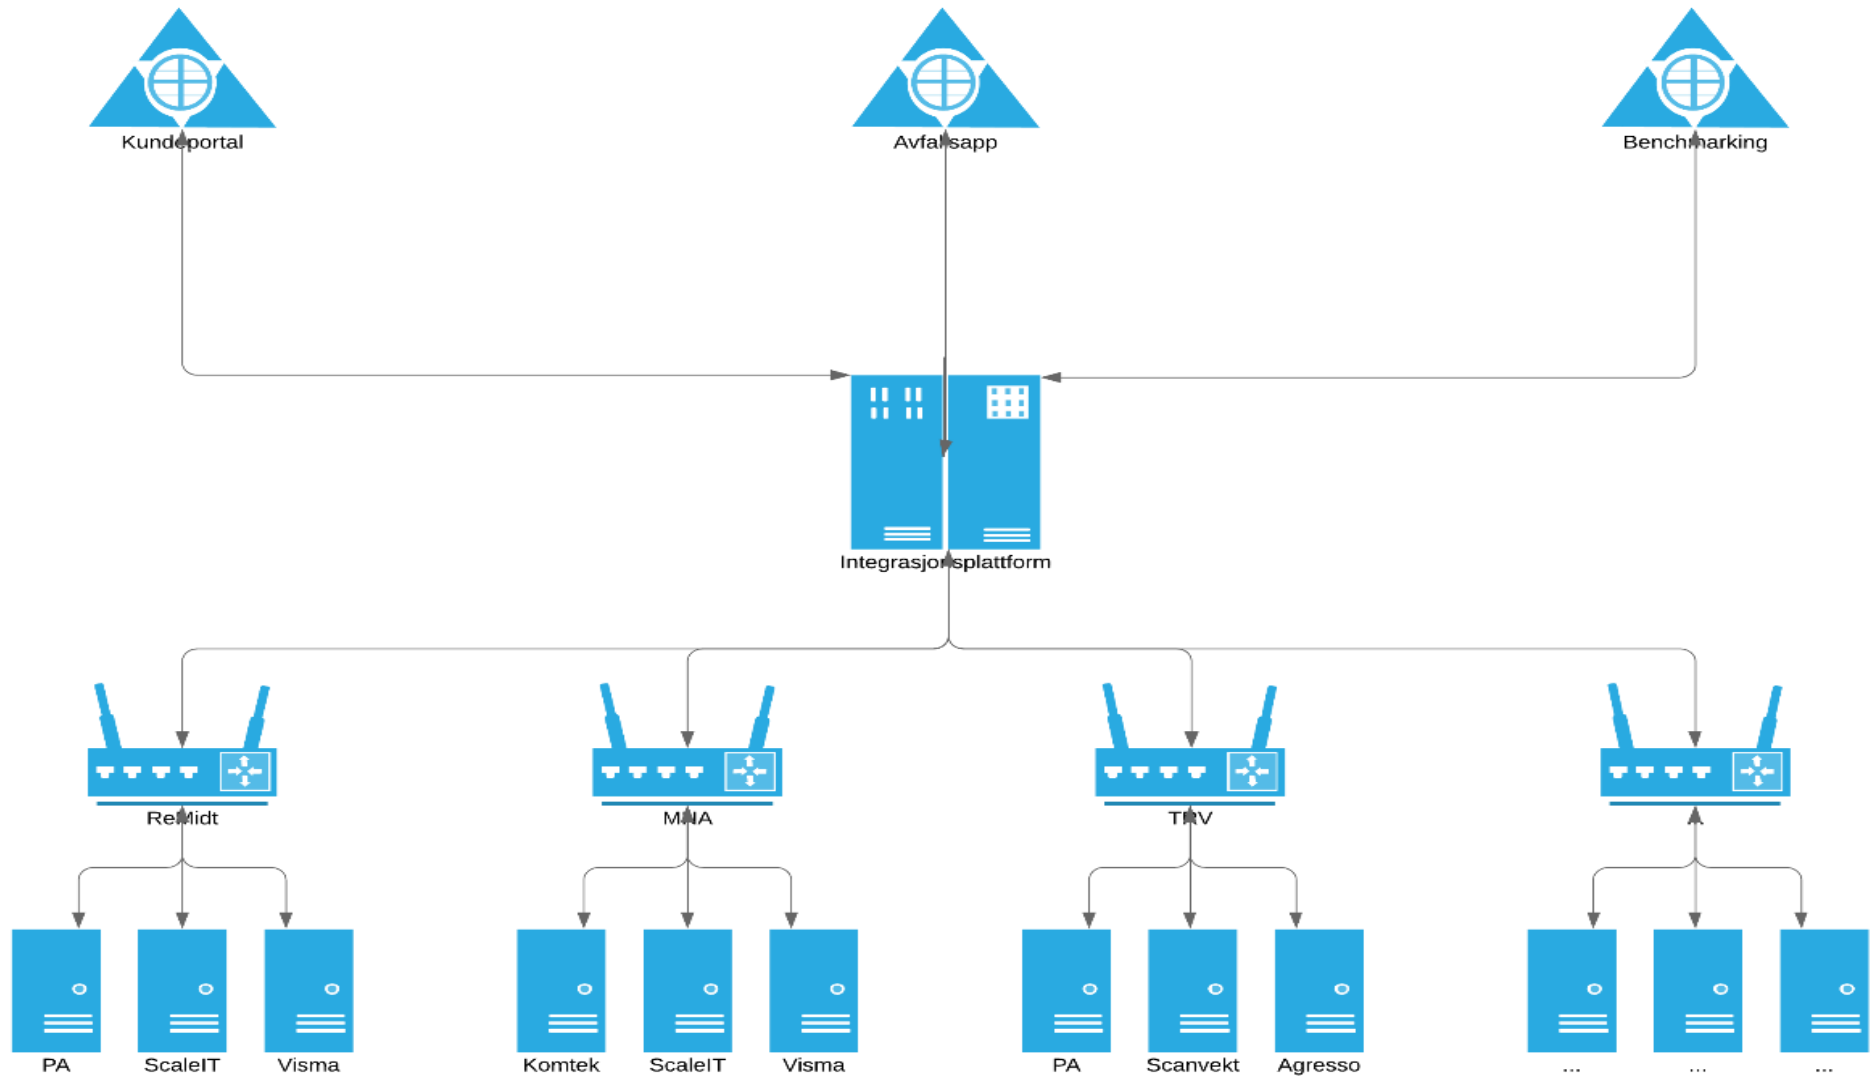 Kundeportal
Avfallsapp
Benchmarking
Integrasjonsplattform
ReMidt
MNA
TRV
PA
ScaleIT
Visma
Komtek
ScaleIT
Visma
PA
Scanvekt
Agresso
...
...
...